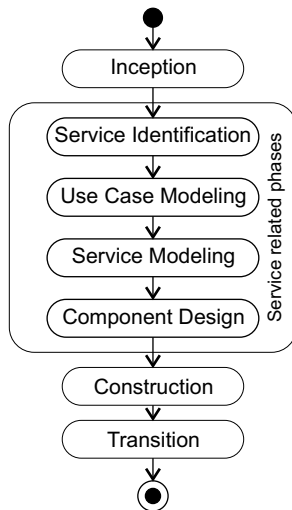 Inception
Service Identification
Use Case Modeling
Service Modeling
Component Design
Service related phases
Construction
Transition